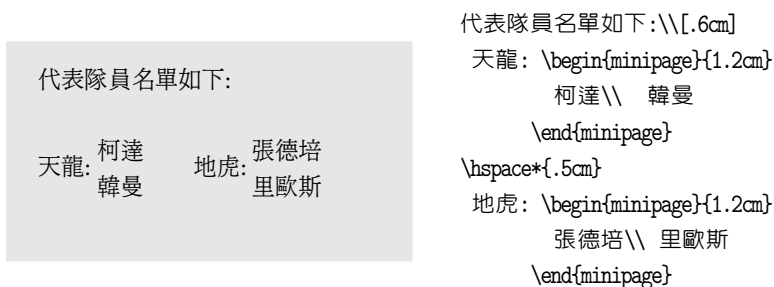 代表隊員名單如下:
天龍: 柯達 地虎: 張德培
韓曼 里歐斯
代表隊員名單如下:\\[.6cm]
天龍: \begin{minipage}{1.2cm}
柯達\\ 韓曼
\end{minipage}
\hspace*{.5cm}
地虎: \begin{minipage}{1.2cm}
張德培\\ 里歐斯
\end{minipage}